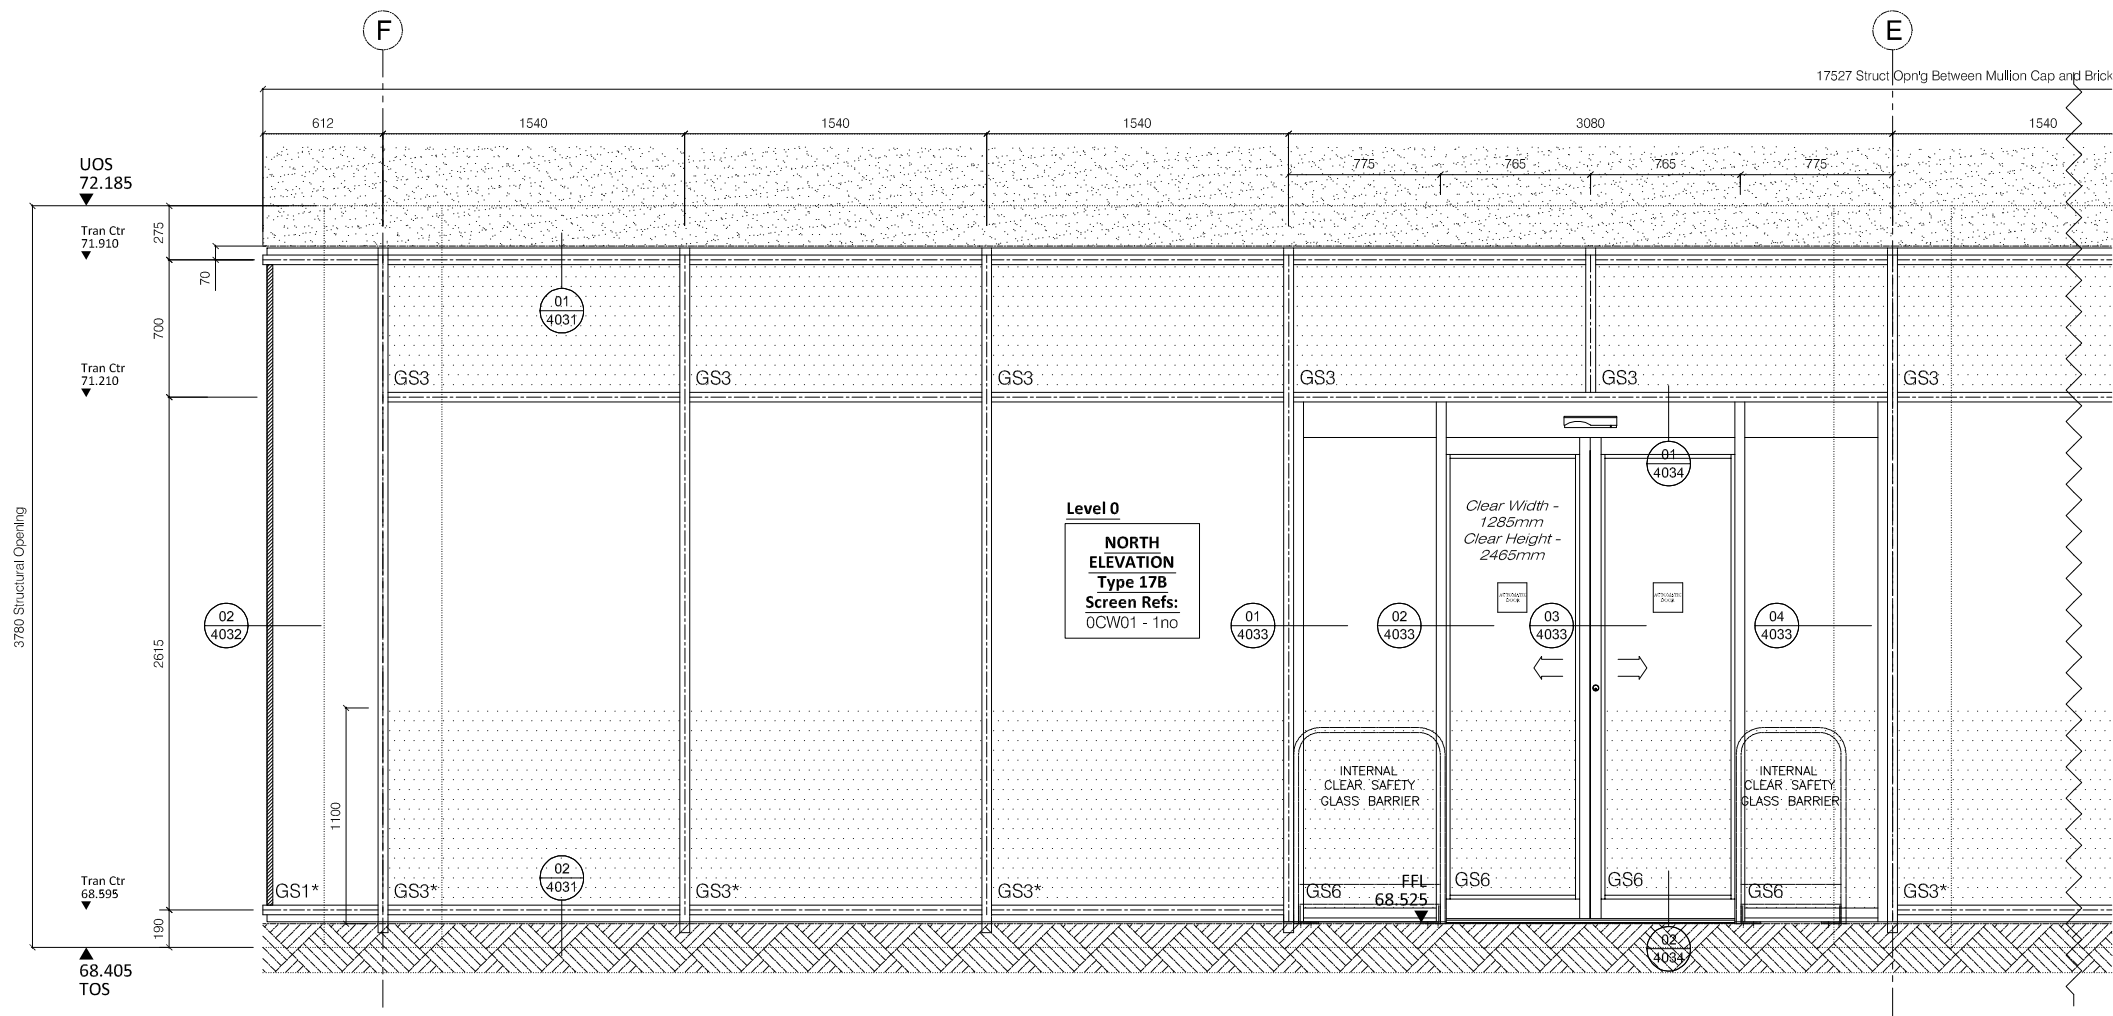 F
E
17527 Struct Opn'g Between Mullion Cap and Brick
612
1540
1540
1540
3080
1540
775
765
765
775
UOS
72.185
Tran Ctr
71.910
275
70
700
01
4031
Tran Ctr
71.210
GS3
GS3
GS3
GS3
GS3
GS3
01
4034
Clear Width -
1285mm
Clear Height -
2465mm
Level 0
NORTH
ELEVATION
Type 17B
Screen Refs:
0CW01 - 1no
3780 Structural Opening
2615
02
4032
01
4033
02
4033
03
4033
04
4033
AUTOMATIC
DOOR
AUTOMATIC
DOOR
1100
INTERNAL
CLEAR SAFETY
GLASS BARRIER
INTERNAL
CLEAR SAFETY
GLASS BARRIER
02
4031
Tran Ctr
68.595
GS1*
GS3*
GS3*
GS3*
GS6
GS6
GS6
GS6
GS3*
FFL
68.525
190
02
4034
68.405
TOS